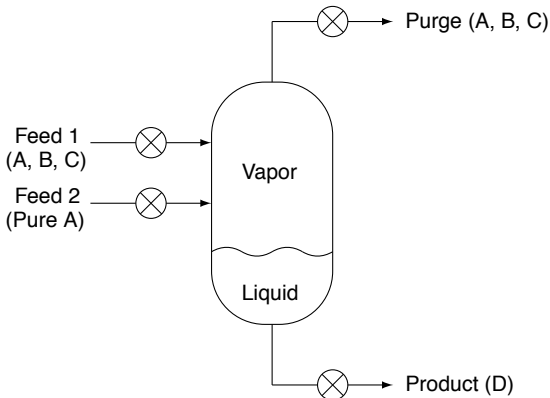 Purge (A, B, C)
Feed 1
(A, B, C)
Vapor
Feed 2
(Pure A)
Liquid
Product (D)